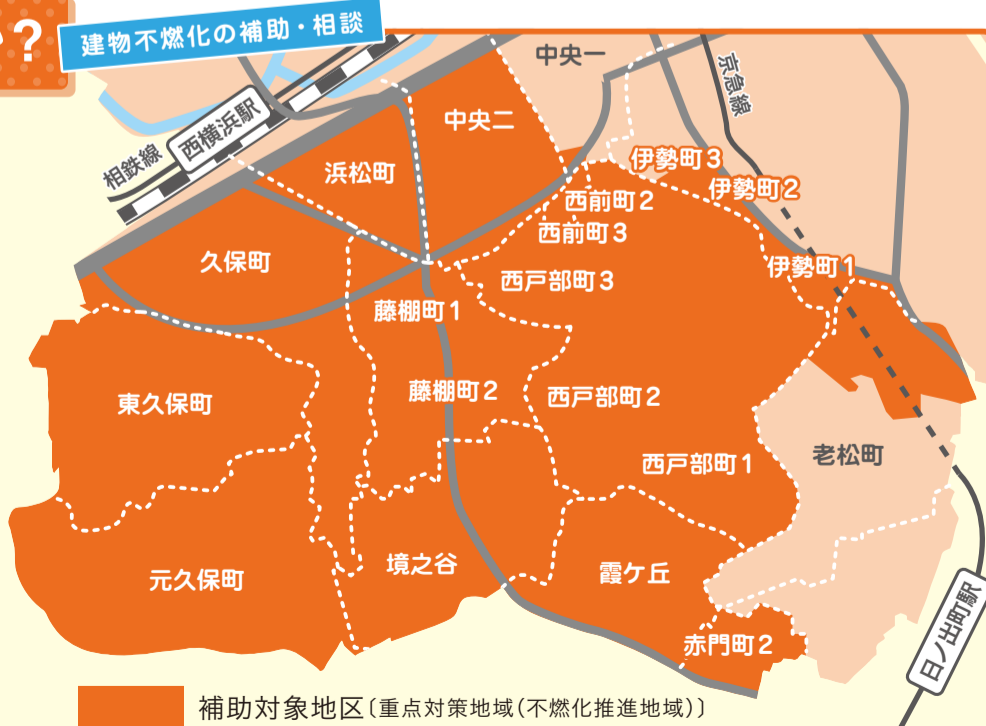 ?
建物不燃化の補助・相談
中央一
京急線
西横浜駅
相鉄線
中央二
浜松町
伊勢町3
伊勢町2
西前町2
西前町3
久保町
伊勢町1
西戸部町3
藤棚町1
藤棚町2
西戸部町2
東久保町
西戸部町1
老松町
境之谷
霞ケ丘
元久保町
日ノ出町駅
赤門町2
補助対象地区〔重点対策地域(不燃化推進地域)〕